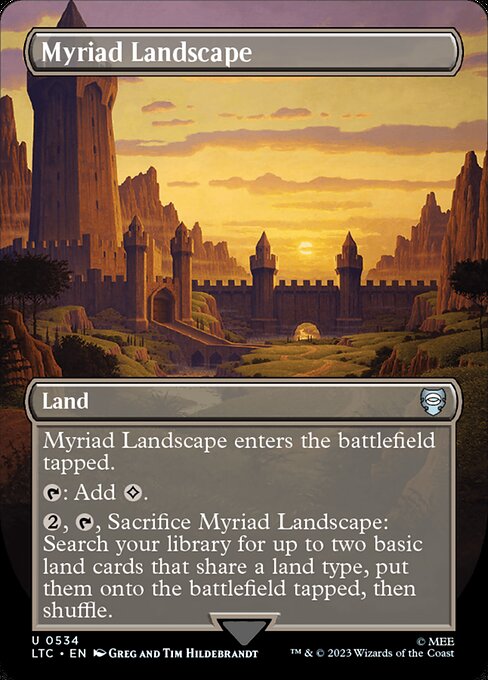 Myriad Landscape
Land
Myriad Landscape enters the battlefield
tapped.
: Add .
2, , Sacrifice Myriad Landscape:
Search your library for up to two basic
land cards that share a land type, put
them onto the battlefield tapped, then
shuffle.
U 0534
LTC • EN Greg and Tim Hildebrandt
© MEE
™ & © 2023 Wizards of the Coast